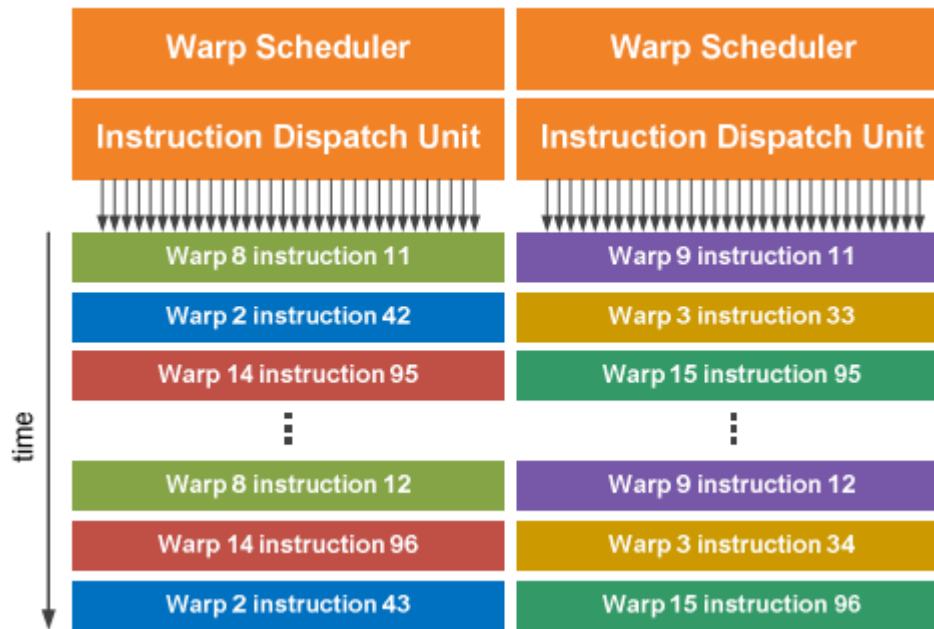 Warp Scheduler
Warp Scheduler
Instruction Dispatch Unit
Instruction Dispatch Unit
Warp 8 instruction 11
Warp 9 instruction 11
Warp 2 instruction 42
Warp 3 instruction 33
Warp 14 instruction 95
Warp 15 instruction 95
time
Warp 8 instruction 12
Warp 9 instruction 12
Warp 14 instruction 96
Warp 3 instruction 34
Warp 2 instruction 43
Warp 15 instruction 96